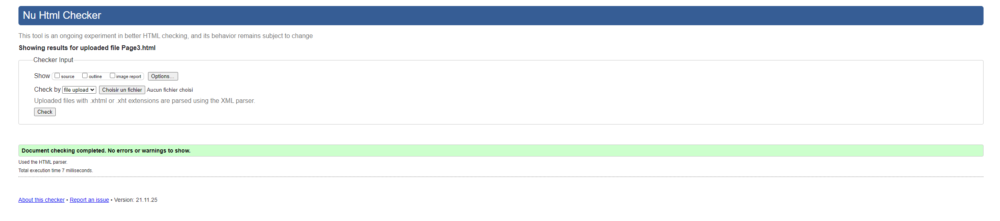 Nu Html Checker
This tool is an ongoing experiment in better HTML checking, and its behavior remains subject to change
Showing results for uploaded file Page3.html
Checker Input
Show source outline image report Options...
Check by file upload Choisir un fichier Aucun fichier choisi
Uploaded files with .xhtml or .xht extensions are parsed using the XML parser.
Check
Document checking completed. No errors or warnings to show.
Used the HTML parser.
Total execution time 7 milliseconds.
About this checker • Report an issue • Version: 21.11.25